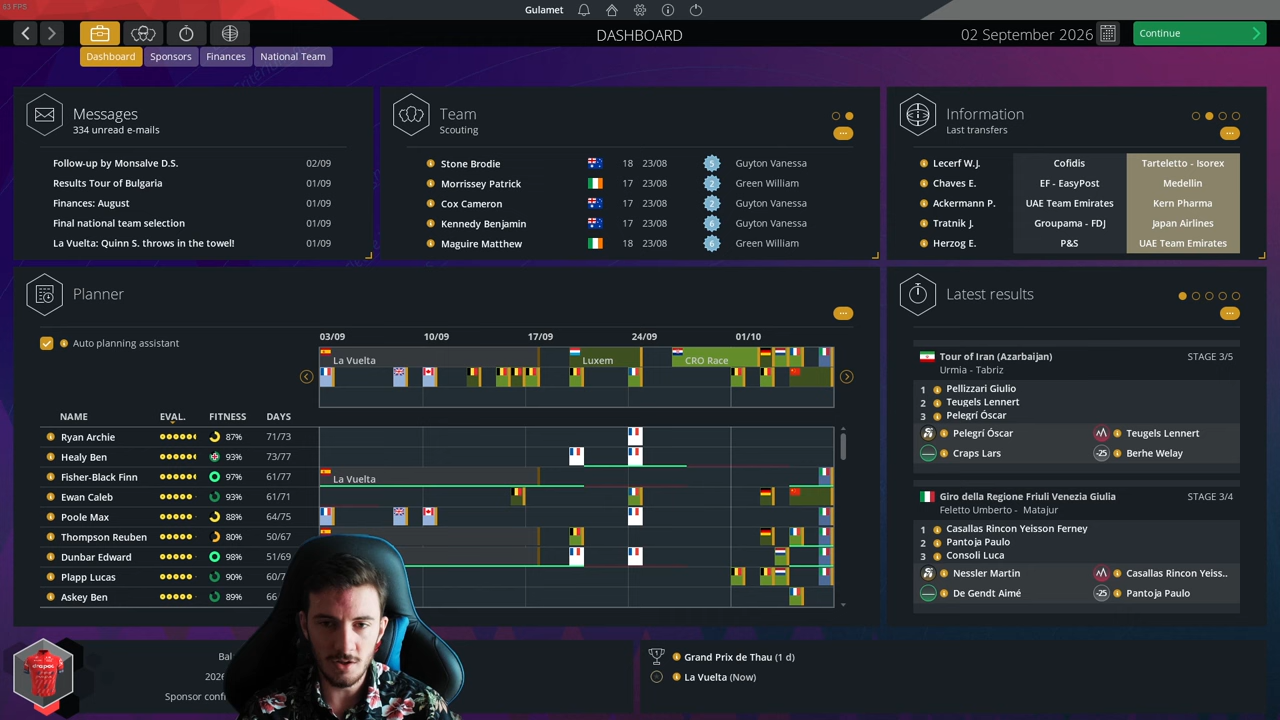 83 FPS
Gulamet
DASHBOARD
02 September 2026
Continue
Dashboard
Sponsors
Finances
National Team
Messages
334 unread e-mails
Follow-up by Monsalve D.S. 02/09
Results Tour of Bulgaria 01/09
Finances: August 01/09
Final national team selection 01/09
La Vuelta: Quinn S. throws in the towel! 01/09
Team
Scouting
Stone Brodie 18 23/08 5 Guyton Vanessa
Morrissey Patrick 17 23/08 2 Green William
Cox Cameron 17 23/08 2 Guyton Vanessa
Kennedy Benjamin 17 23/08 6 Guyton Vanessa
Maguire Matthew 18 23/08 6 Green William
Information
Last transfers
Lecerf W.J. Cofidis Tarteletto - Isorex
Chaves E. EF - EasyPost Medellin
Ackermann P. UAE Team Emirates Kern Pharma
Tratnik J. Groupama - FDJ Japan Airlines
Herzog E. P&S UAE Team Emirates
Planner
Auto planning assistant
03/09 10/09 17/09 24/09 01/10
La Vuelta Luxem CRO Race
NAME EVAL. FITNESS DAYS
Ryan Archie 87% 71/73
Healy Ben 93% 73/77
Fisher-Black Finn 97% 61/77 La Vuelta
Ewan Caleb 93% 61/71
Poole Max 88% 64/75
Thompson Reuben 80% 50/67
Dunbar Edward 98% 51/69
Plapp Lucas 90% 60/7
Askey Ben 89% 66
Latest results
Tour of Iran (Azarbaijan) STAGE 3/5
Urmia - Tabriz
1 Pellizzari Giulio
2 Teugels Lennert
3 Pelegrí Óscar
Pelegrí Óscar Teugels Lennert
Craps Lars -25 Berhe Welay
Giro della Regione Friuli Venezia Giulia STAGE 3/4
Feletto Umberto - Matajur
1 Casallas Rincon Yeisson Ferney
2 Pantoja Paulo
3 Consoli Luca
Nessler Martin Casallas Rincon Yeiss..
De Gendt Aimé -25 Pantoja Paulo
Bal
2026
Sponsor conf
Grand Prix de Thau (1 d)
La Vuelta (Now)